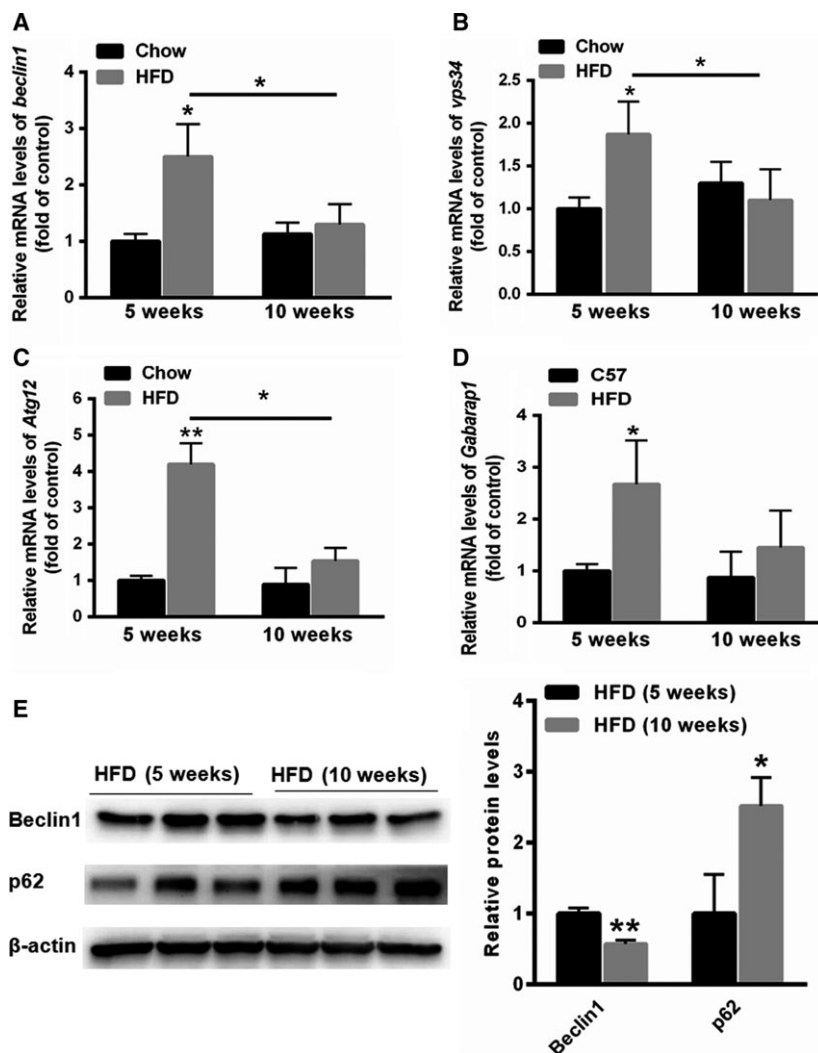 A
Chow
HFD
Relative mRNA levels of beclin1
(fold of control)
4
3
2
1
0
*
*
5 weeks
10 weeks
B
Chow
HFD
Relative mRNA levels of vps34
(fold of control)
2.5
2.0
1.5
1.0
0.5
0.0
*
*
5 weeks
10 weeks
C
Chow
HFD
Relative mRNA levels of Atg12
(fold of control)
6
5
4
3
2
1
0
**
*
5 weeks
10 weeks
D
C57
HFD
Relative mRNA levels of Gabarap1
(fold of control)
4
3
2
1
0
*
5 weeks
10 weeks
E
HFD (5 weeks)
HFD (10 weeks)
Beclin1
p62
β-actin
HFD (5 weeks)
HFD (10 weeks)
Relative protein levels
4
3
2
1
0
**
*
Beclin1
p62